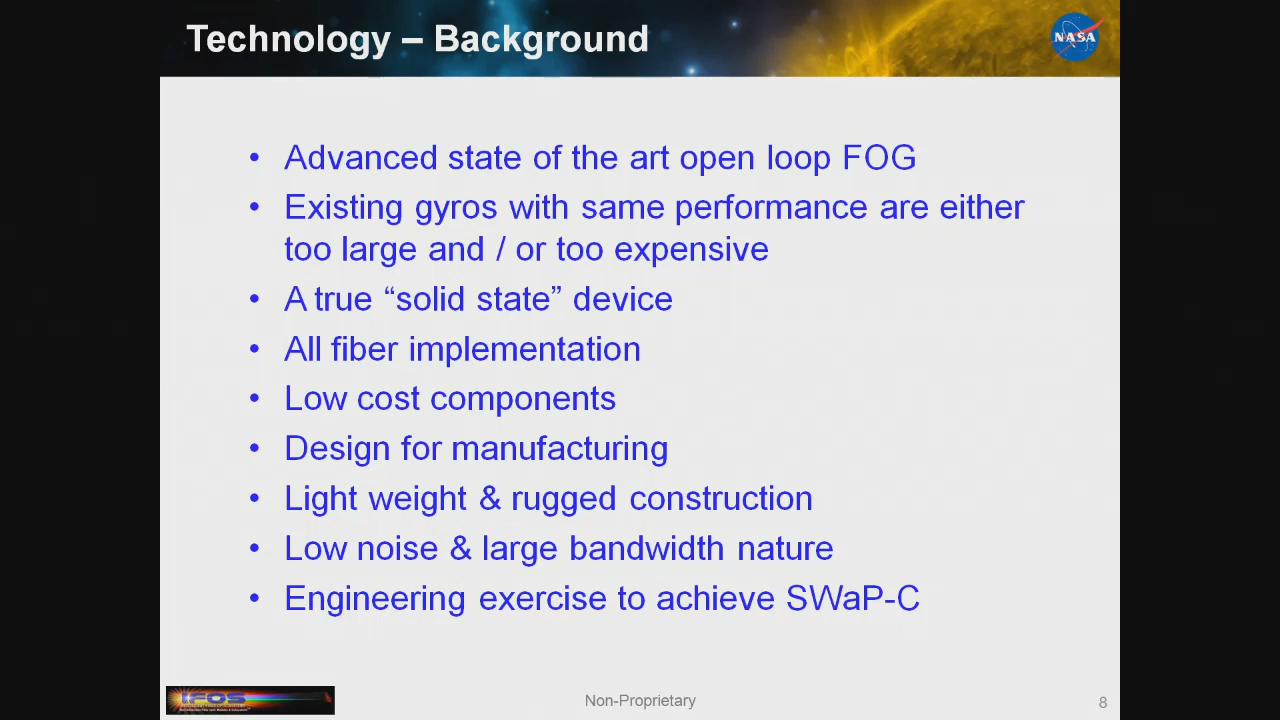 Technology – Background
NASA
• Advanced state of the art open loop FOG
• Existing gyros with same performance are either
too large and / or too expensive
• A true “solid state” device
• All fiber implementation
• Low cost components
• Design for manufacturing
• Light weight & rugged construction
• Low noise & large bandwidth nature
• Engineering exercise to achieve SWaP-C
IFOS
Non-Proprietary
8